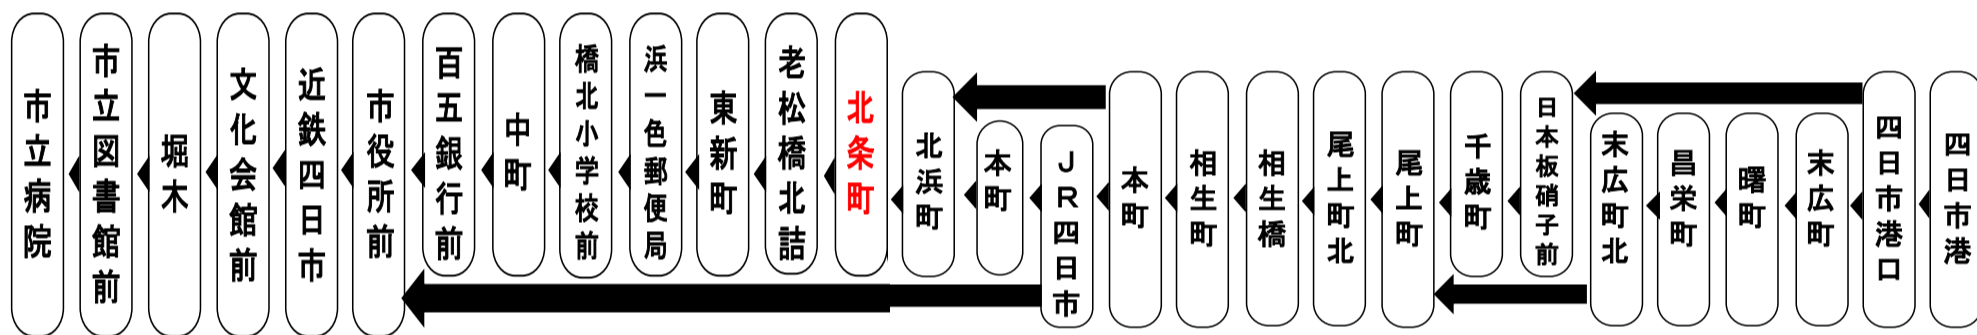 四日市港
四日市港口
末広町
曙町
昌栄町
末広町北
日本板硝子前
千歳町
尾上町
尾上町北
相生橋
相生町
本町
JR四日市
本町
北浜町
北条町
老松橋北詰
東新町
浜一色郵便局
橋北小学校前
中町
百五銀行前
市役所前
近鉄四日市
文化会館前
堀木
市立図書館前
市立病院